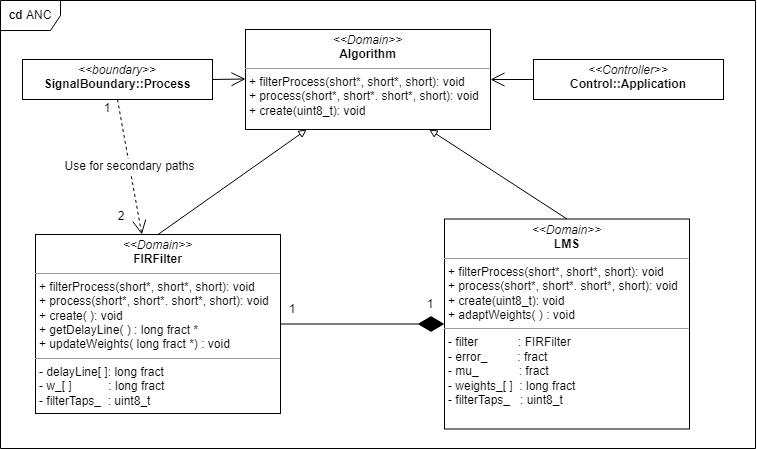 cd ANC
<<Domain>>
Algorithm
+ filterProcess(short*, short*, short): void
+ process(short*, short*. short*, short): void
+ create(uint8_t): void
<<boundary>>
SignalBoundary::Process
<<Controller>>
Control::Application
1
Use for secondary paths
2
<<Domain>>
FIRFilter
+ filterProcess(short*, short*, short): void
+ process(short*, short*. short*, short): void
+ create( ): void
+ getDelayLine( ) : long fract *
+ updateWeights( long fract *) : void
- delayLine[ ]: long fract
- w_[ ] : long fract
- filterTaps_ : uint8_t
1
1
<<Domain>>
LMS
+ filterProcess(short*, short*, short): void
+ process(short*, short*. short*, short): void
+ create(uint8_t): void
+ adaptWeights( ) : void
- filter : FIRFilter
- error_ : fract
- mu_ : fract
- weights_[ ] : long fract
- filterTaps_ : uint8_t